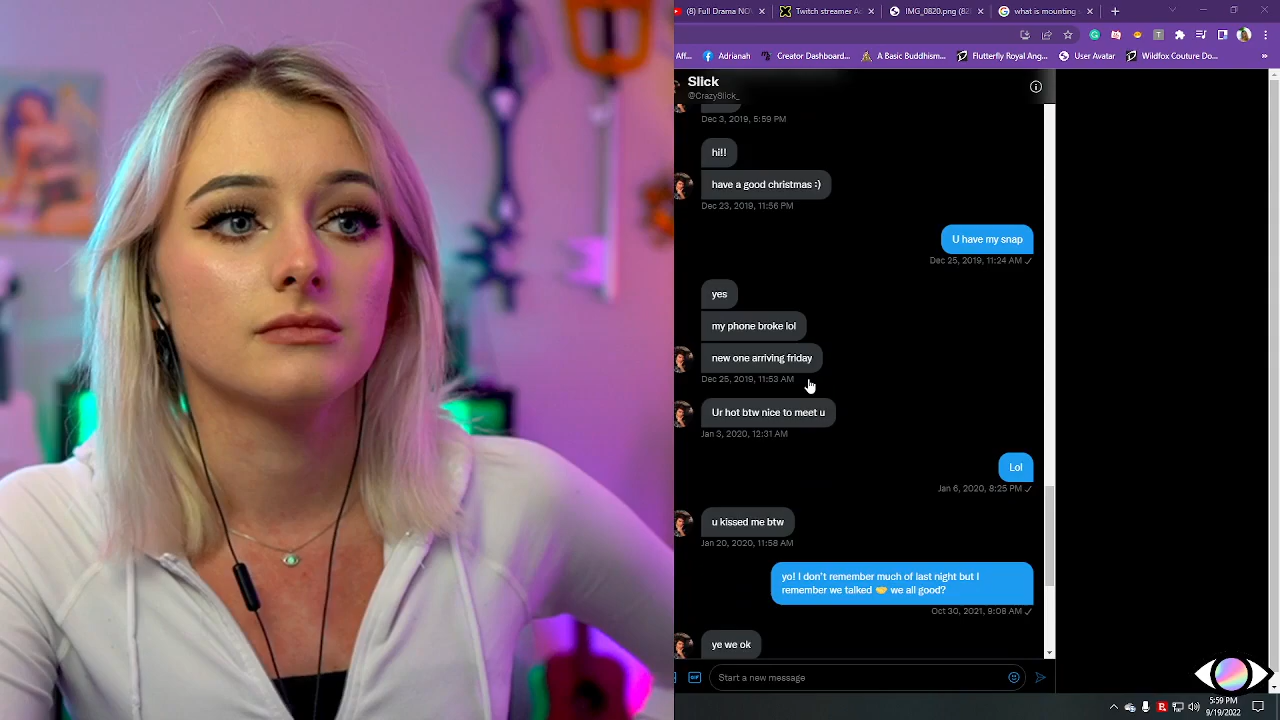 Adrianah
Creator Dashboard...
A Basic Assumption...
Flutterfly Royal Ang...
User Avatar
Wildfox Couture Do...
Slick
@CrazySlick_
Dec 3, 2019, 5:59 PM
hi!!
have a good christmas :)
Dec 23, 2019, 11:56 PM
U have my snap
Dec 25, 2019, 11:24 AM ✓
yes
my phone broke lol
new one arriving friday
Dec 25, 2019, 11:53 AM
Ur hot btw nice to meet u
Jan 3, 2020, 12:31 AM
Lol
Jan 6, 2020, 8:25 PM ✓
u kissed me btw
Jan 20, 2020, 11:58 AM
yo! I don't remember much of last night but I
remember we talked 🤝 we all good?
Oct 30, 2021, 9:08 AM ✓
ye we ok
GIF
Start a new message
5:59 PM
9/19/2022